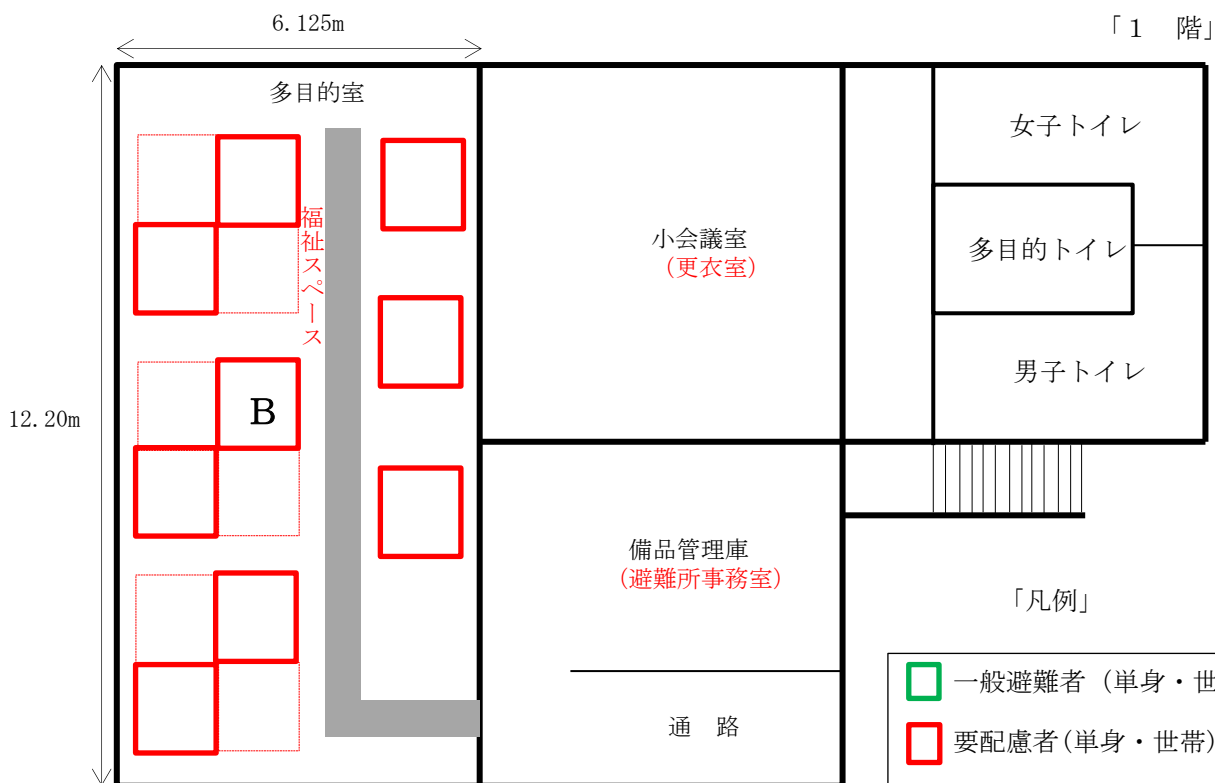 6.125m
「１　階」
多目的室
女子トイレ
福祉スペース
小会議室
（更衣室）
多目的トイレ
B
男子トイレ
12.20m
備品管理庫
（避難所事務室）
「凡例」
一般避難者（単身・世
通　路
要配慮者(単身・世帯)